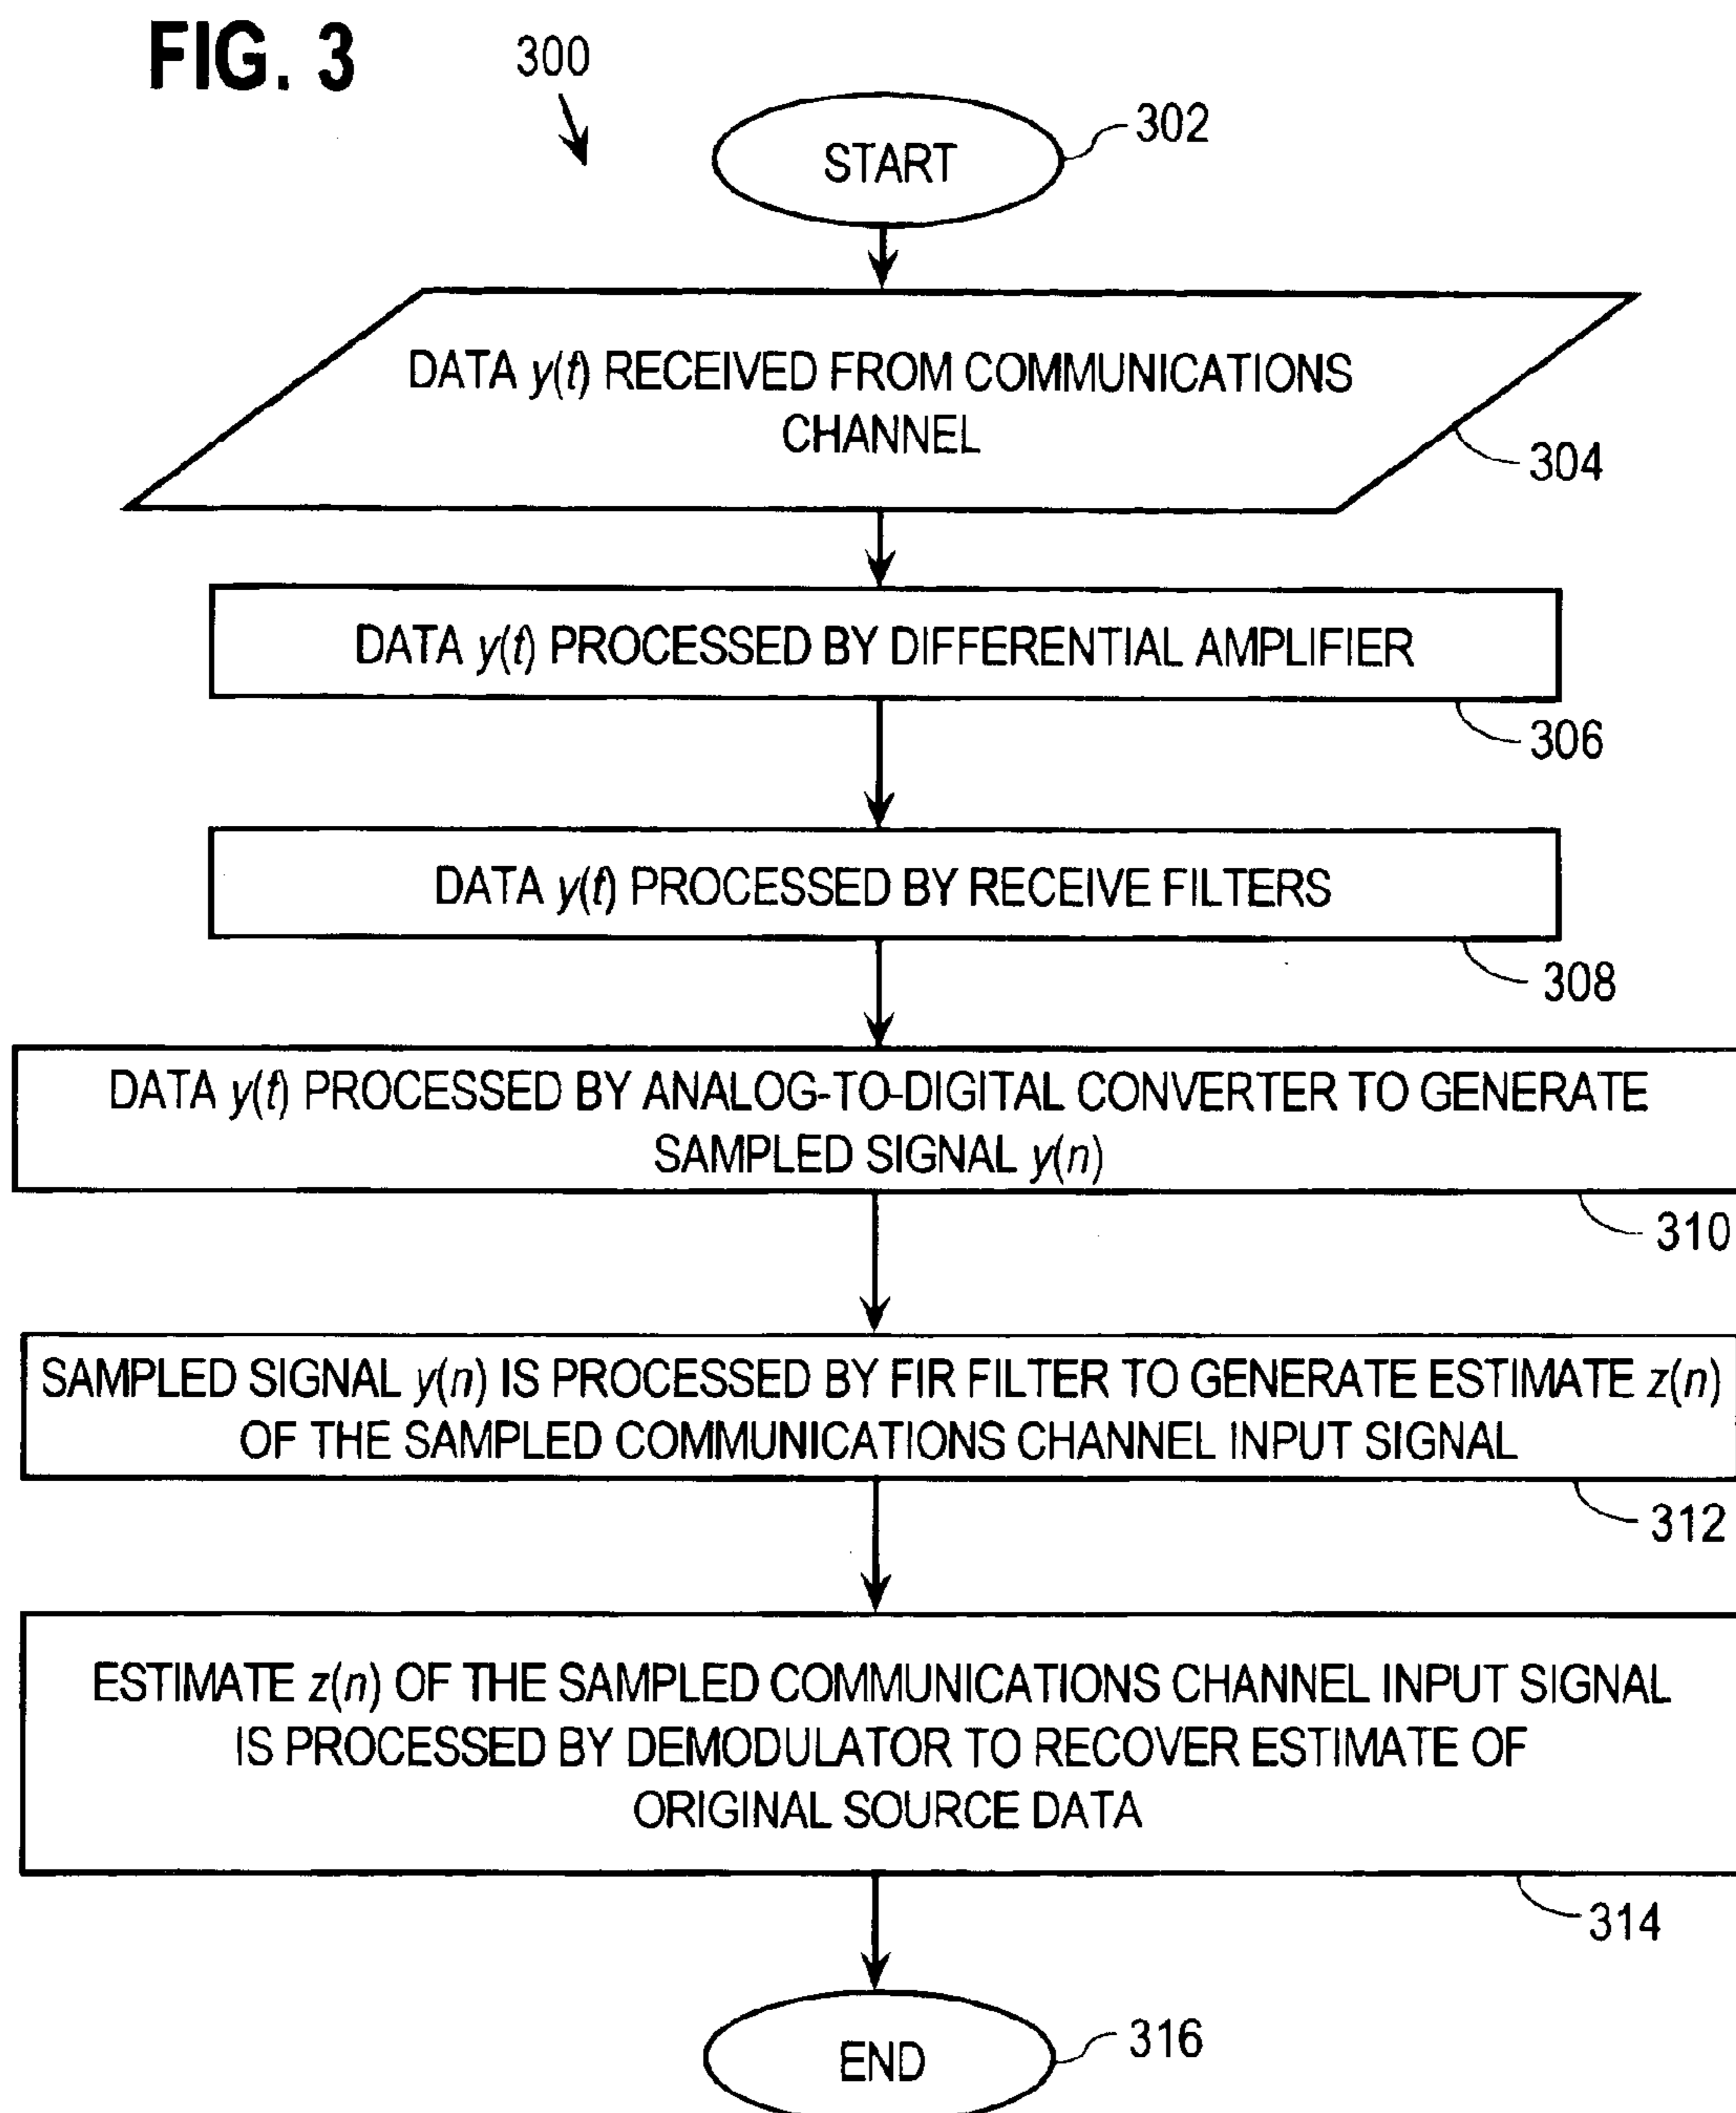 FIG. 3
300
START
302
DATA y(t) RECEIVED FROM COMMUNICATIONS
CHANNEL
304
DATA y(t) PROCESSED BY DIFFERENTIAL AMPLIFIER
306
DATA y(t) PROCESSED BY RECEIVE FILTERS
308
DATA y(t) PROCESSED BY ANALOG-TO-DIGITAL CONVERTER TO GENERATE
SAMPLED SIGNAL y(n)
310
SAMPLED SIGNAL y(n) IS PROCESSED BY FIR FILTER TO GENERATE ESTIMATE z(n)
OF THE SAMPLED COMMUNICATIONS CHANNEL INPUT SIGNAL
312
ESTIMATE z(n) OF THE SAMPLED COMMUNICATIONS CHANNEL INPUT SIGNAL
IS PROCESSED BY DEMODULATOR TO RECOVER ESTIMATE OF
ORIGINAL SOURCE DATA
314
END
316